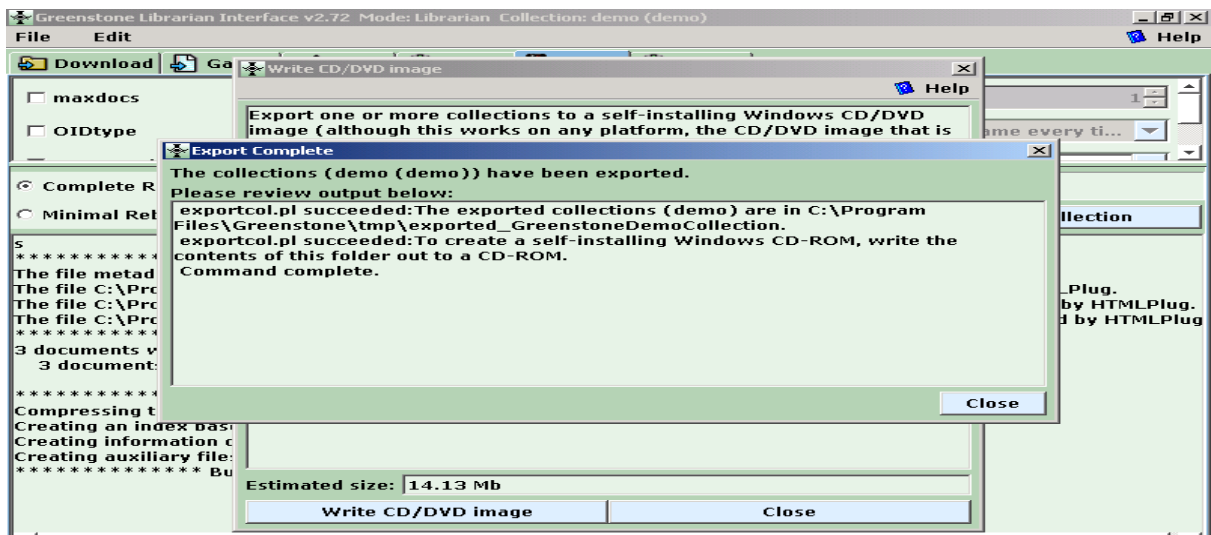 Greenstone Librarian Interface v2.72 Mode: Librarian Collection: demo (demo)
File Edit
Help
Download
Write CD/DVD image
Help
maxdocs
1
Export one or more collections to a self-installing Windows CD/DVD
image (although this works on any platform, the CD/DVD image that is
OIDtype
every ti...
Export Complete
The collections (demo (demo)) have been exported.
Please review output below:
exportcol.pl succeeded:The exported collections (demo) are in C:\Program
Files\Greenstone\tmp\exported_GreenstoneDemoCollection.
exportcol.pl succeeded:To create a self-installing Windows CD-ROM, write the
contents of this folder out to a CD-ROM.
Command complete.
Close
Complete R
Minimal Reb
llection
s
***********
The file metad
The file C:\Pro
_Plug.
The file C:\Pro
by HTMLPlug.
The file C:\Pro
d by HTMLPlug
***********
3 documents w
3 document
***********
Compressing t
Creating an index bas
Creating information
Creating auxiliary file
************** Bu
Estimated size: 14.13 Mb
Write CD/DVD image
Close